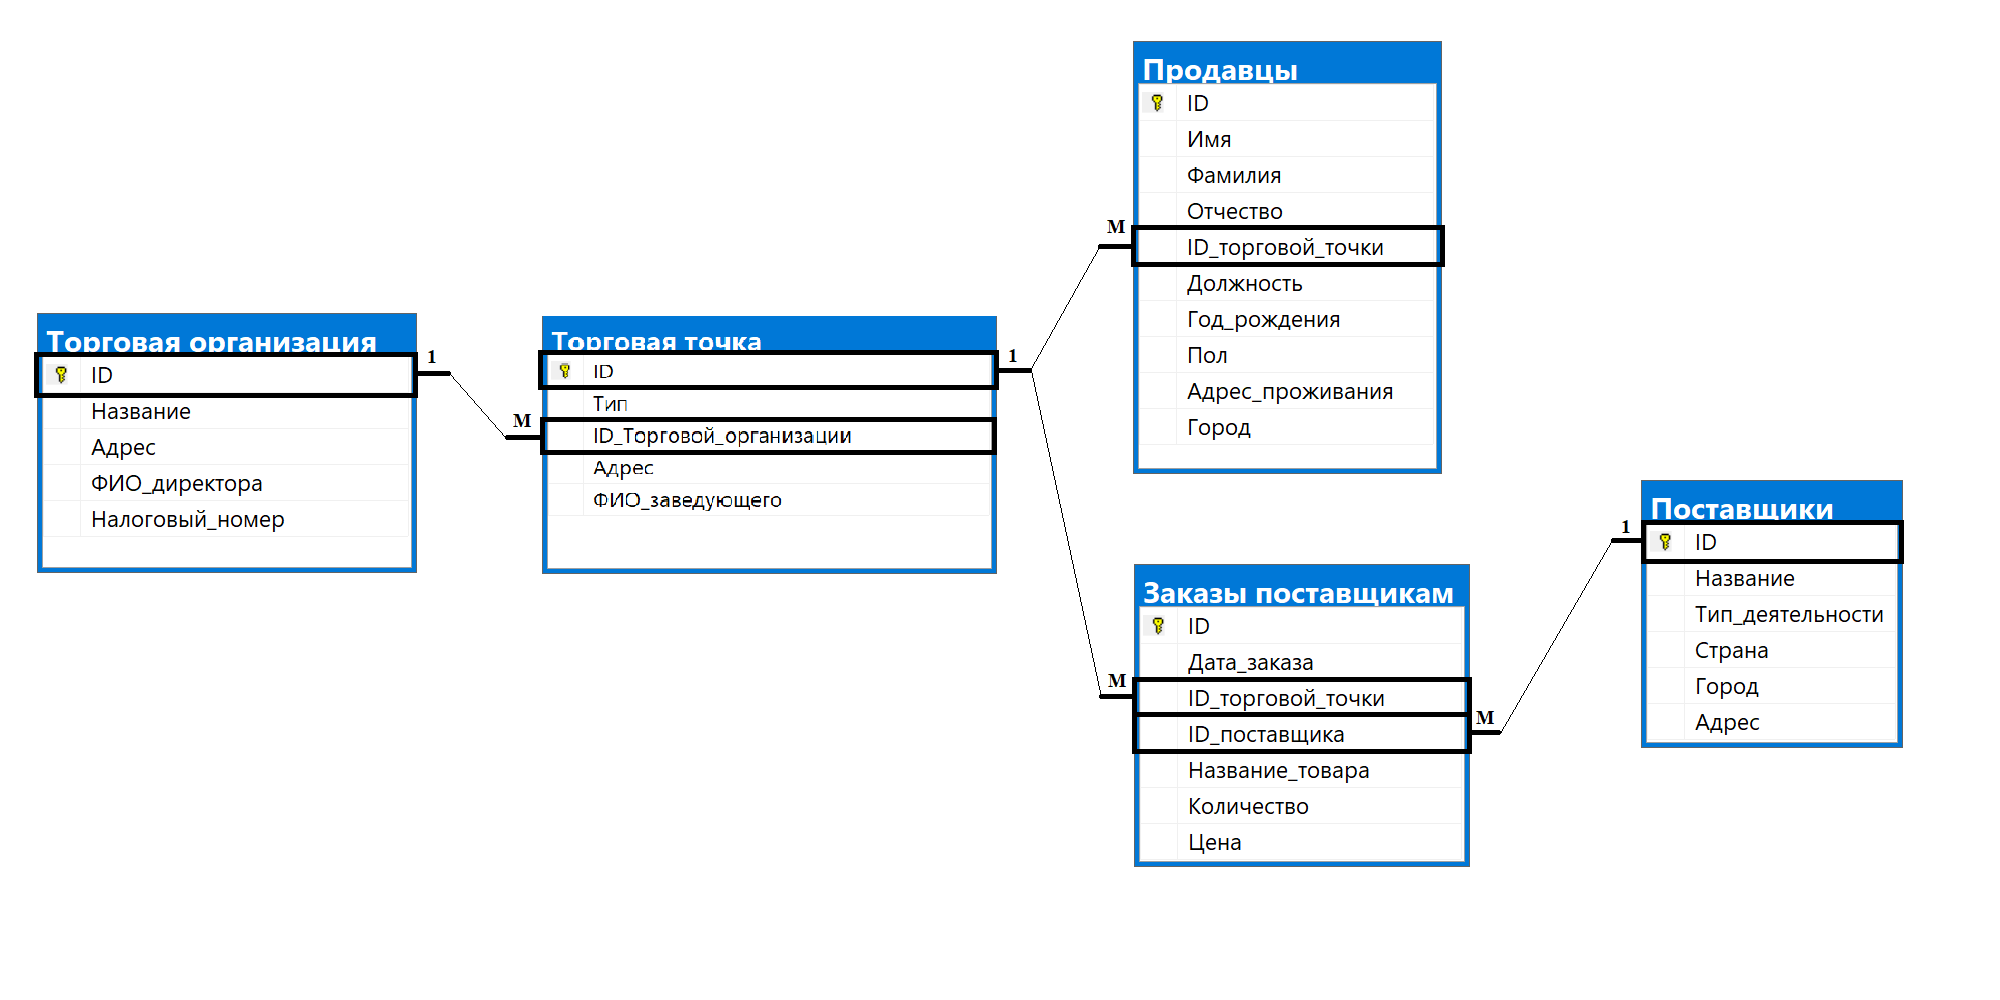 Торговая организация
ID
Название
Адрес
ФИО_директора
Налоговый_номер
1
М
Торговая точка
ID
Тип
ID_Торговой_организации
Адрес
ФИО_заведующего
1
М
Продавцы
ID
Имя
Фамилия
Отчество
ID_торговой_точки
Должность
Год_рождения
Пол
Адрес_проживания
Город
М
Заказы поставщикам
ID
Дата_заказа
ID_торговой_точки
ID_поставщика
Название_товара
Количество
Цена
М
1
Поставщики
ID
Название
Тип_деятельности
Страна
Город
Адрес